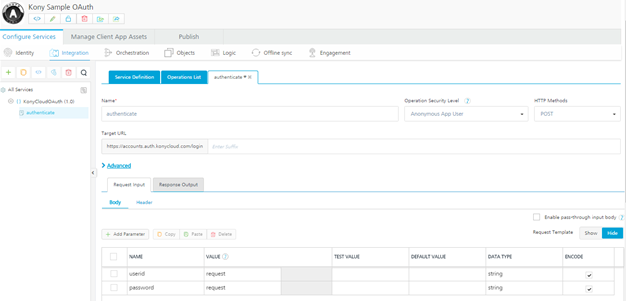 Kony Sample OAuth
Configure Services Manage Client App Assets Publish
Identity Integration Orchestration Objects Logic Offline sync Engagement
All Services
KonyCloudOAuth (1.0)
authenticate
Service Definition Operations List authenticate * ×
Name* Operation Security Level ? HTTP Methods
authenticate Anonymous App User POST
Target URL:
https://accounts.auth.konycloud.com/login Enter Suffix
Advanced
Request Input Response Output
Body Header
Enable pass-through input body ?
+ Add Parameter Copy Paste Delete Request Template Show Hide
NAME VALUE ? TEST VALUE DEFAULT VALUE DATA TYPE ENCODE
userid request string
password request string